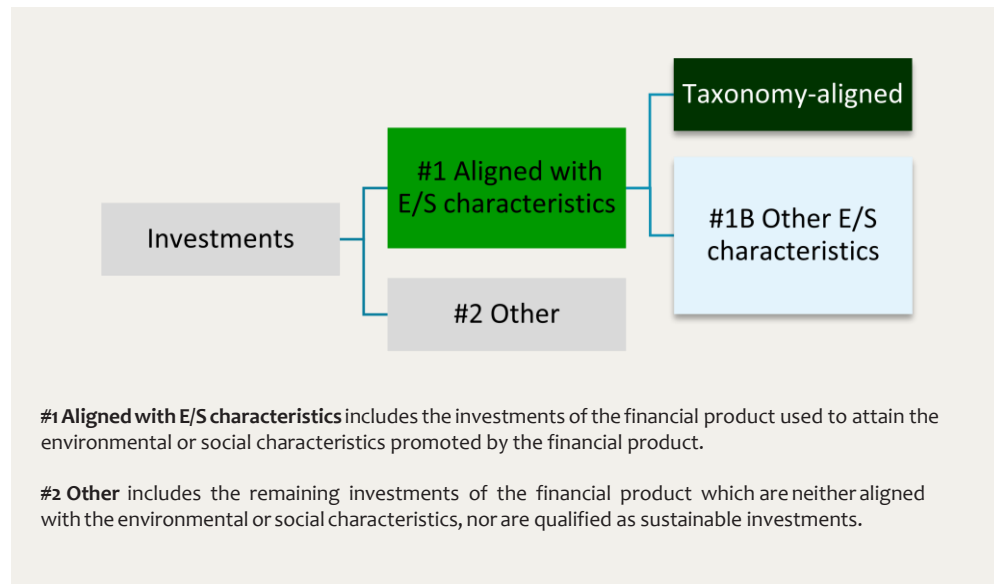 Taxonomy-aligned
#1 Aligned with
E/S characteristics
#1B Other E/S
characteristics
Investments
#2 Other
#1 Aligned with E/S characteristics includes the investments of the financial product used to attain the
environmental or social characteristics promoted by the financial product.
#2 Other includes the remaining investments of the financial product which are neither aligned
with the environmental or social characteristics, nor are qualified as sustainable investments.